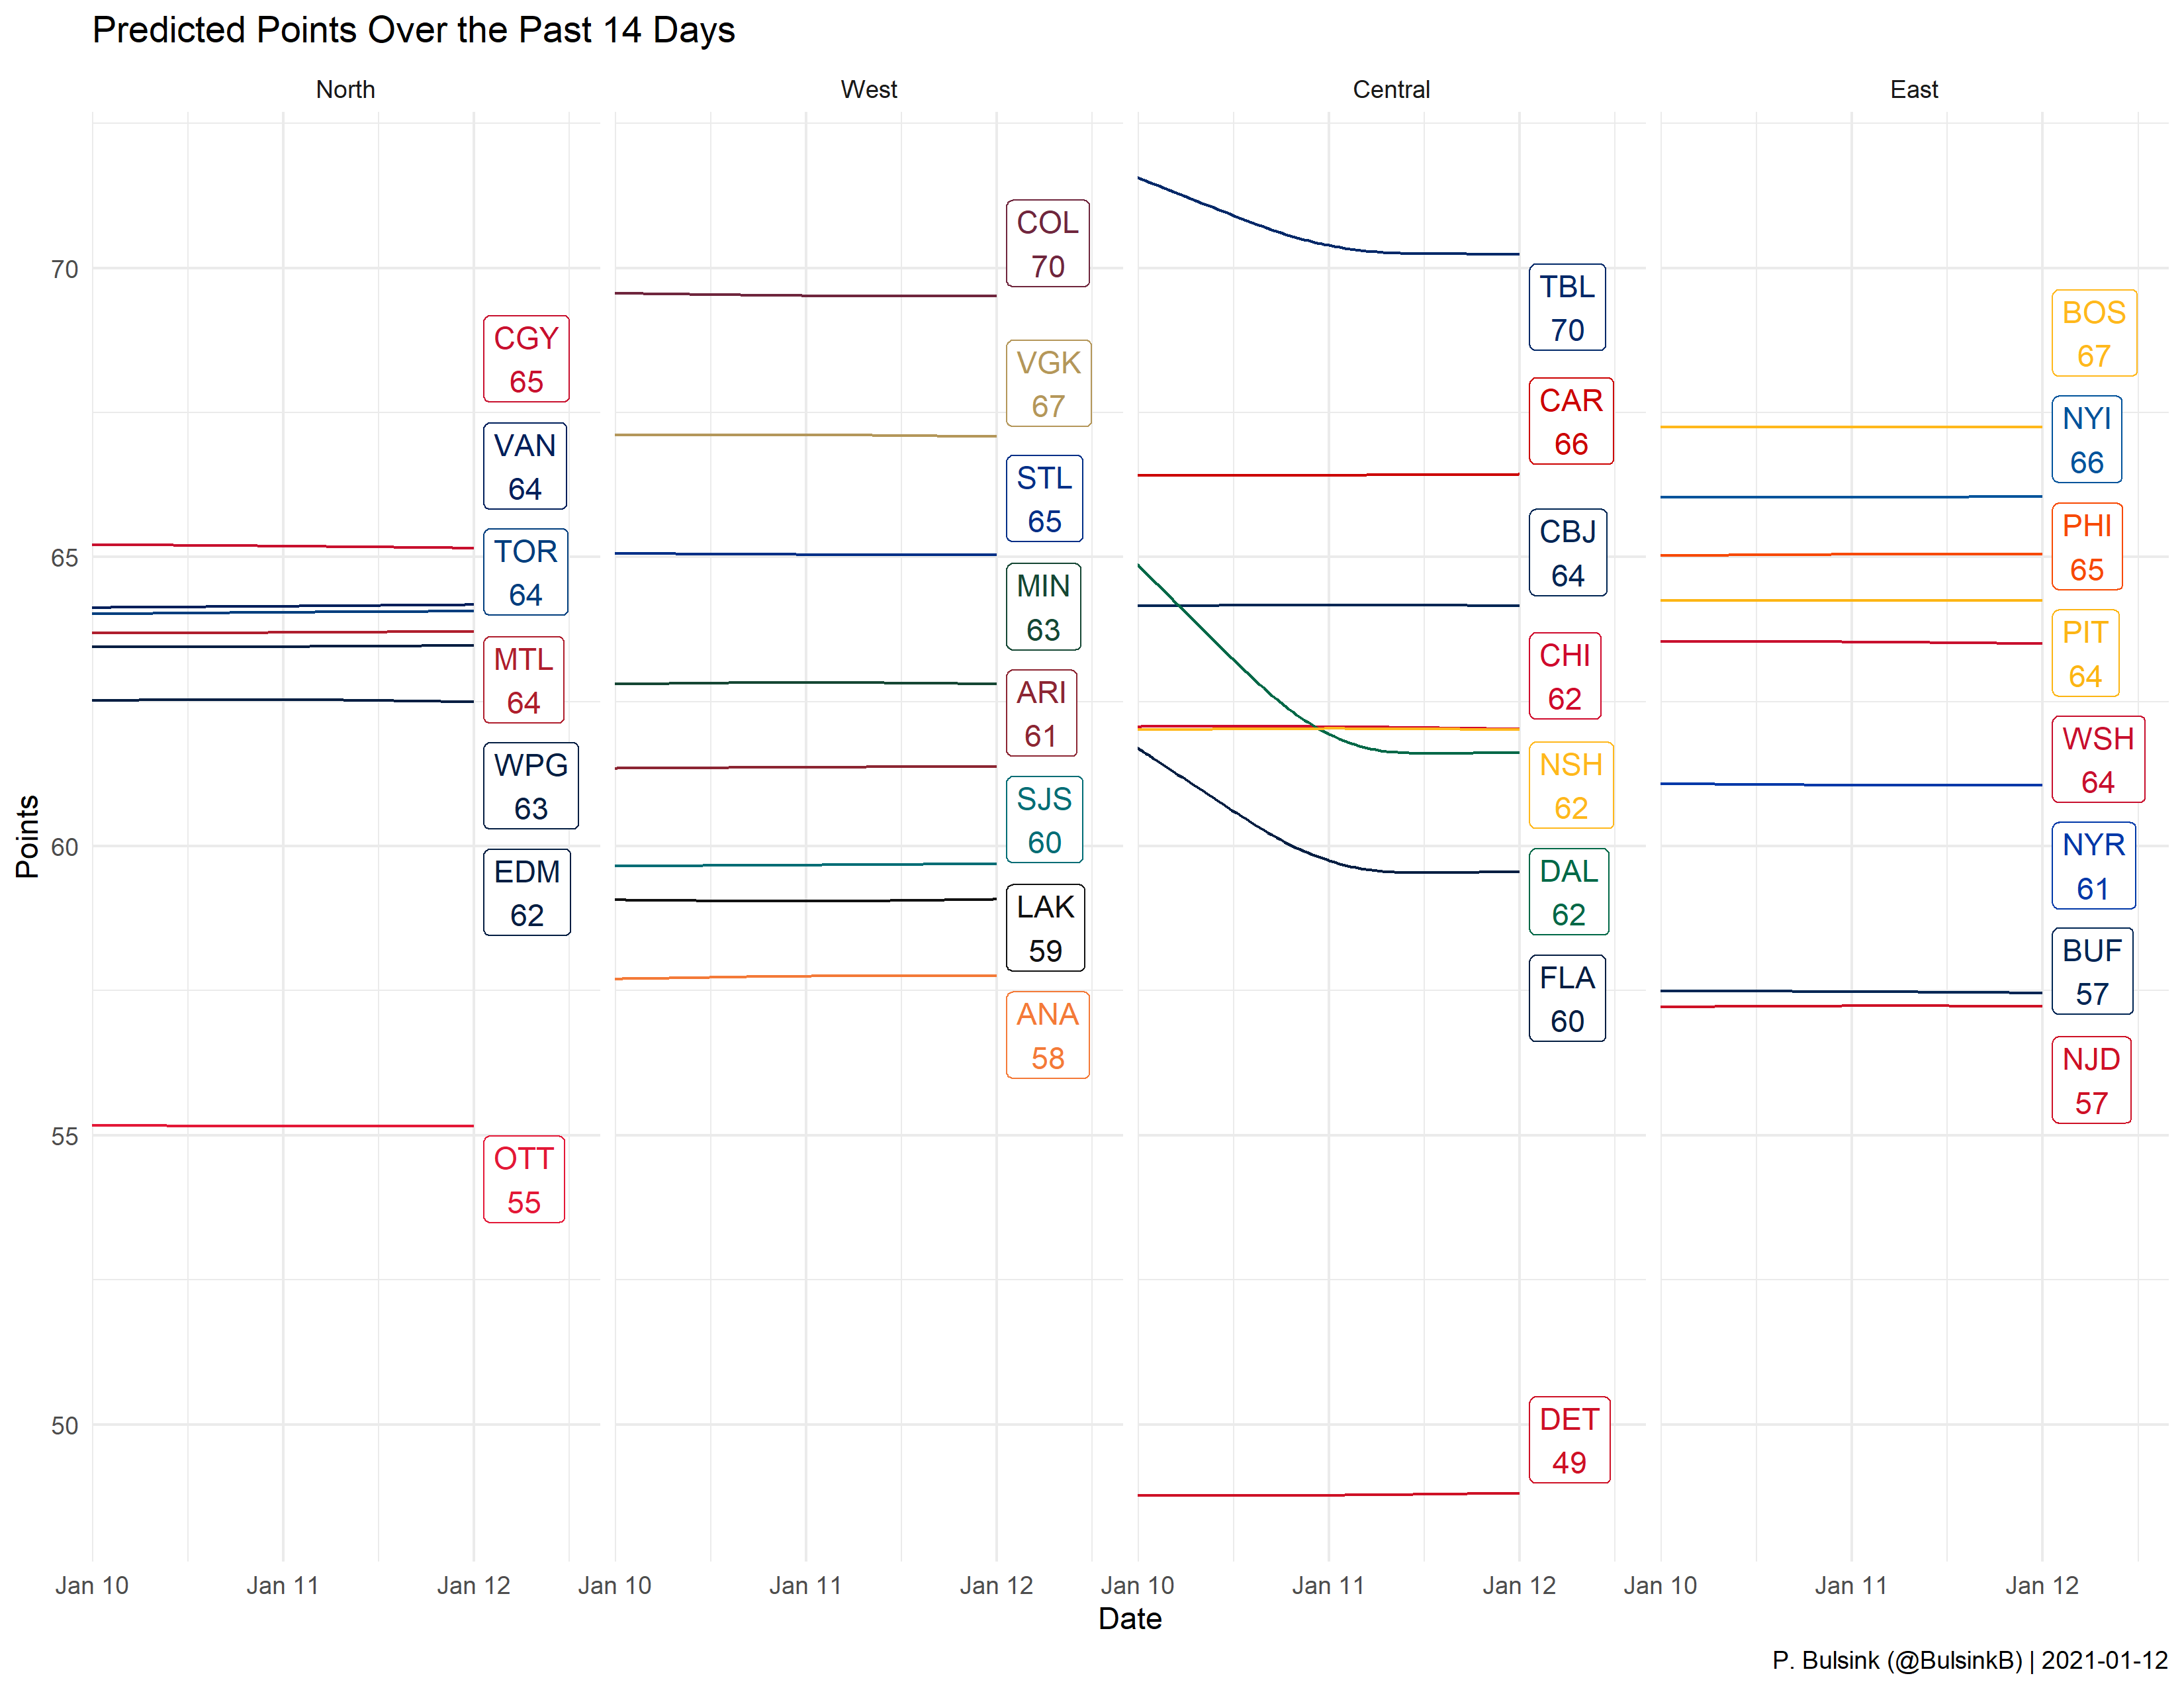 Predicted Points Over the Past 14 Days
North
West
Central
East
Points
70
65
60
55
50
CGY
65
VAN
64
TOR
64
MTL
64
WPG
63
EDM
62
OTT
55
COL
70
VGK
67
STL
65
MIN
63
ARI
61
SJS
60
LAK
59
ANA
58
TBL
70
CAR
66
CBJ
64
CHI
62
NSH
62
DAL
62
FLA
60
DET
49
BOS
67
NYI
66
PHI
65
PIT
64
WSH
64
NYR
61
BUF
57
NJD
57
Jan 10 Jan 11 Jan 12 Jan 10 Jan 11 Jan 12 Jan 10 Jan 11 Jan 12 Jan 10 Jan 11 Jan 12
Date
P. Bulsink (@BulsinkB) | 2021-01-12